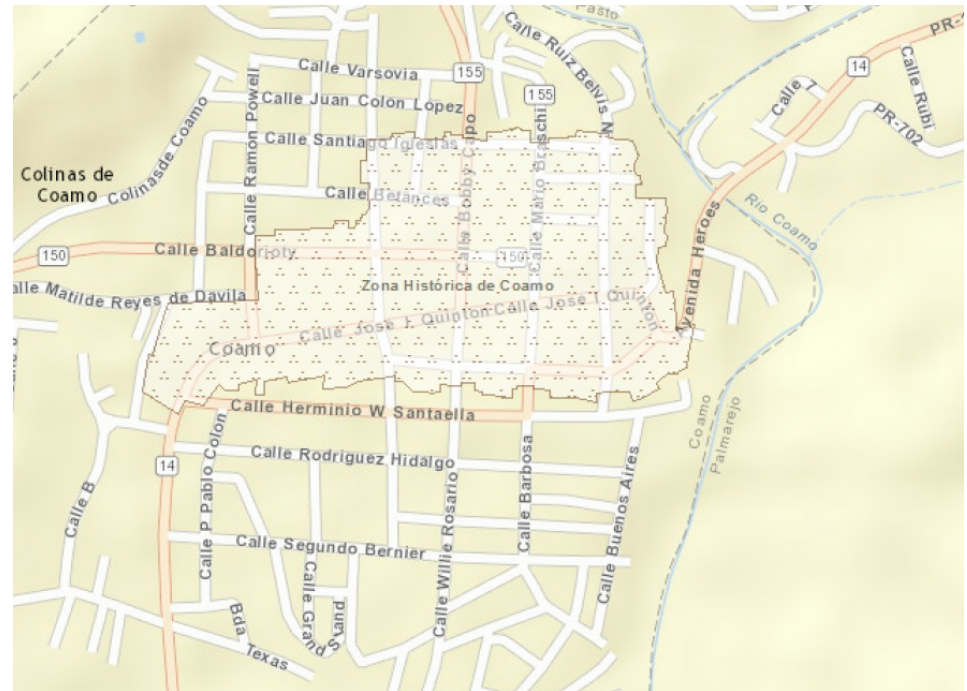 Pasto
PR-
Calle Ruiz Belvis N
14
Calle Varsovia
155
155
Calle 7
Calle Rubi
Calle Juan Colon Lopez
PR-702
Calle Ramon Powell
Calle Santiago Iglesias
Calle Bobby Capo
Calle Mario Braschi
Colinas de
Coamo
Colinasde Coamo
Calle Betances
Rio Coamo
150
Calle Baldorioty
150
Avenida Heroes
Zona Histórica de Coamo
alle Matilde Reyes de Davila
Calle José I. Quinton
Calle José I Quinton
Coamo
Calle Herminio W Santaella
Coamo
Palmarejo
14
Calle P Pablo Colon
Calle Rodriguez Hidalgo
Calle B
Calle Willie Rosario
Calle Barbosa
Calle Buenos Aires
Calle Segundo Bernier
Calle Grand Stand
Bda Texas